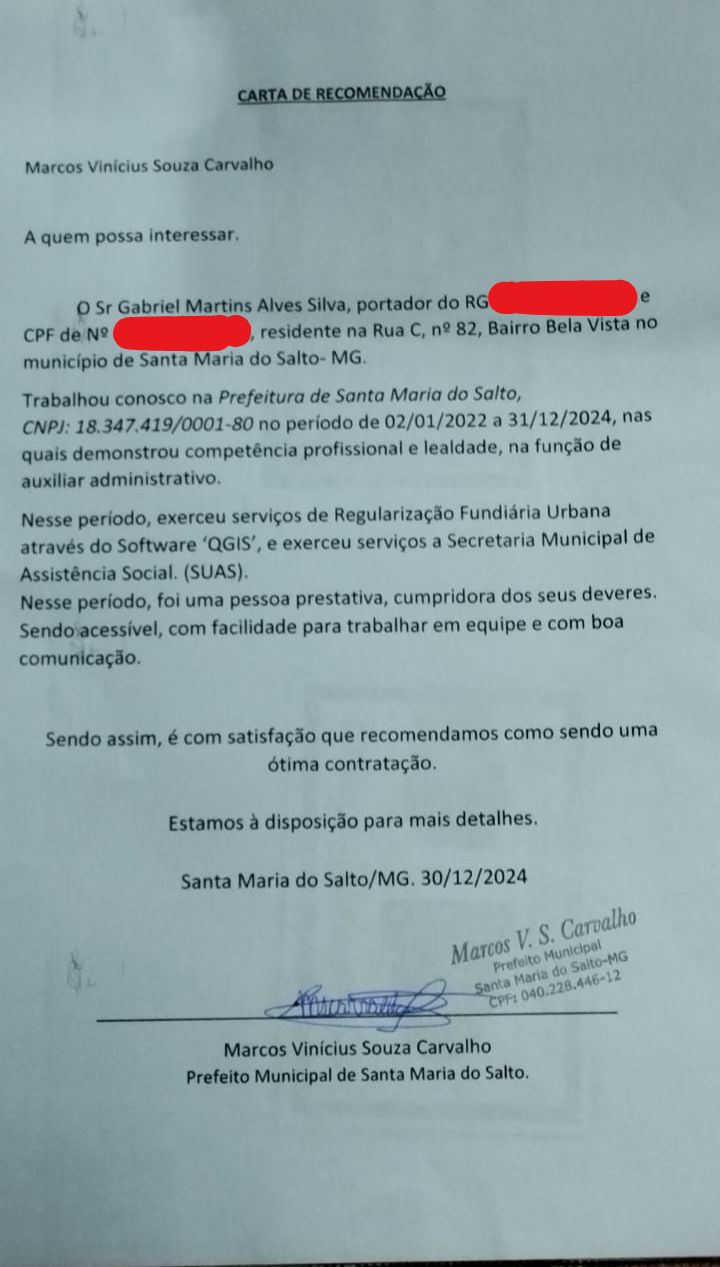 CARTA DE RECOMENDAÇÃO
Marcos Vinícius Souza Carvalho
A quem possa interessar.
O Sr Gabriel Martins Alves Silva, portador do RG e
CPF de Nº , residente na Rua C, nº 82, Bairro Bela Vista no
município de Santa Maria do Salto- MG.
Trabalhou conosco na Prefeitura de Santa Maria do Salto,
CNPJ: 18.347.419/0001-80 no período de 02/01/2022 a 31/12/2024, nas
quais demonstrou competência profissional e lealdade, na função de
auxiliar administrativo.
Nesse período, exerceu serviços de Regularização Fundiária Urbana
através do Software ‘QGIS’, e exerceu serviços a Secretaria Municipal de
Assistência Social. (SUAS).
Nesse período, foi uma pessoa prestativa, cumpridora dos seus deveres.
Sendo acessível, com facilidade para trabalhar em equipe e com boa
comunicação.
Sendo assim, é com satisfação que recomendamos como sendo uma
ótima contratação.
Estamos à disposição para mais detalhes.
Santa Maria do Salto/MG. 30/12/2024
Marcos V. S. Carvalho
Prefeito Municipal
Santa Maria do Salto-MG
CPF: 040.228.446-12
Marcos Vinícius Souza Carvalho
Prefeito Municipal de Santa Maria do Salto.